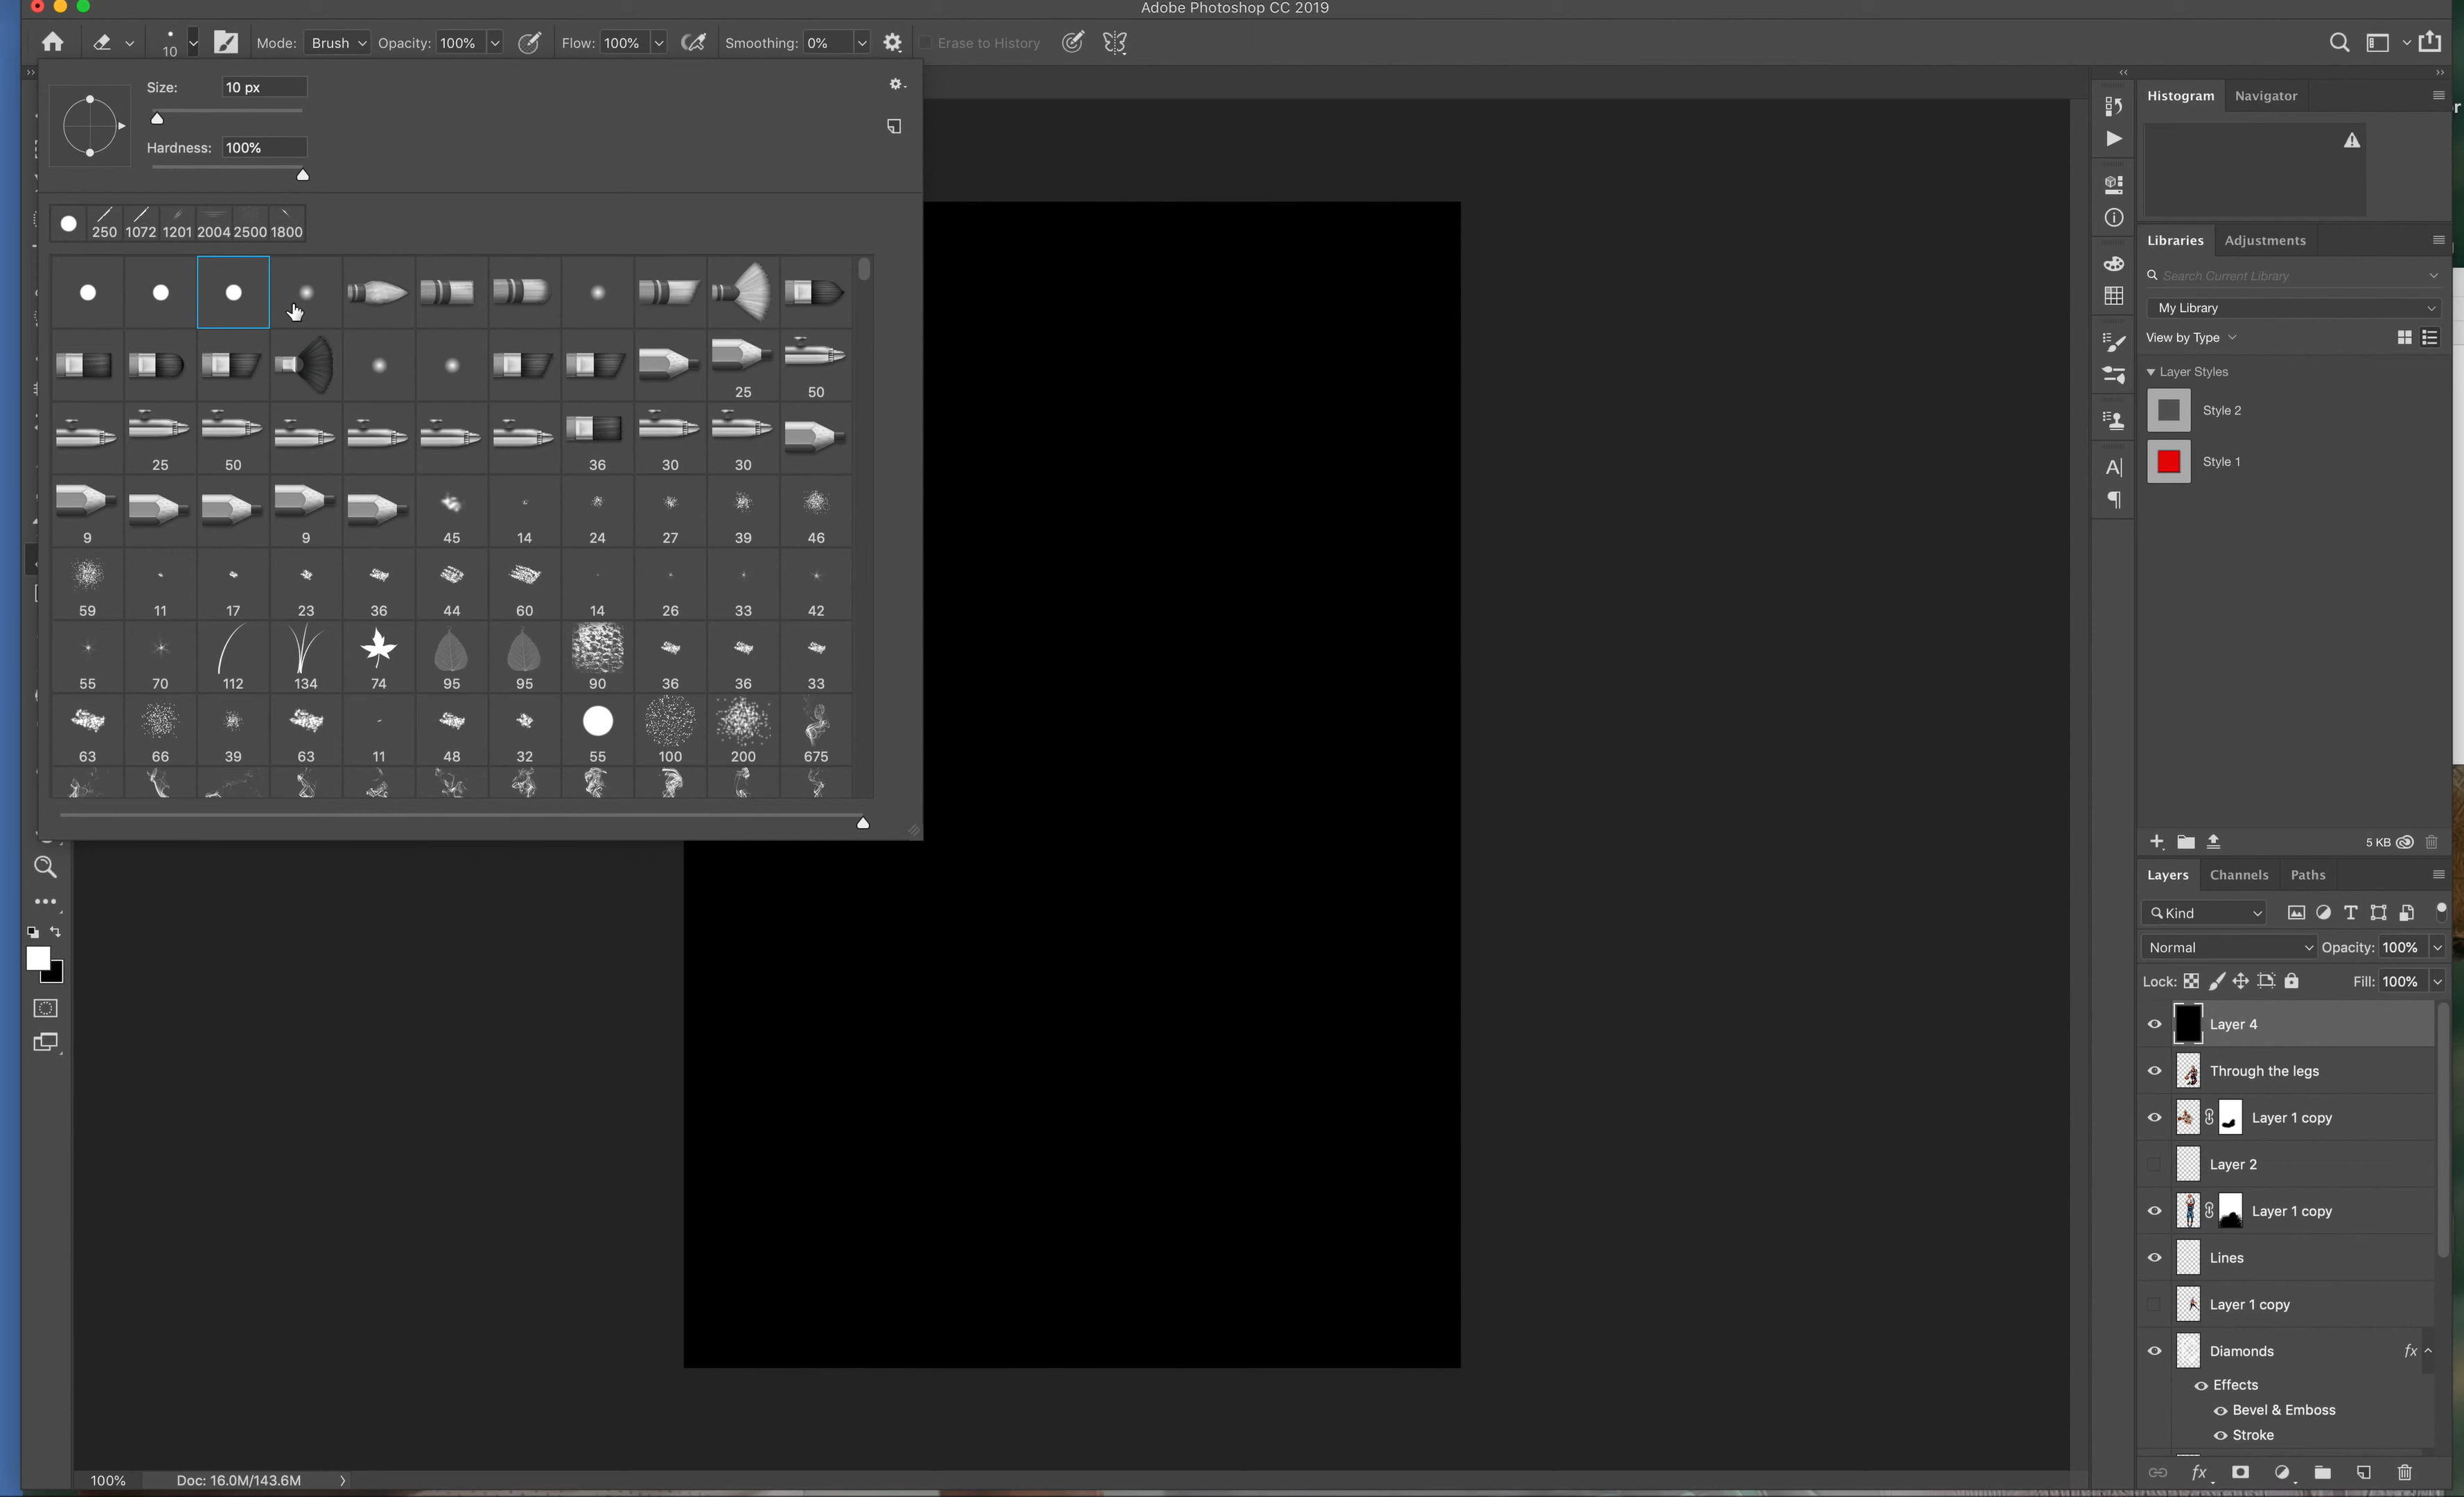 Adobe Photoshop CC 2019
10
Mode: Brush Opacity: 100% Flow: 100% Smoothing: 0% Erase to History
Size: 10 px
Hardness: 100%
250 1072 1201 2004 2500 1800
25 50
25 50 36 30 30
9 9 45 14 24 27 39 46
59 11 17 23 36 44 60 14 26 33 42
55 70 112 134 74 95 95 90 36 36 33
63 66 39 63 11 48 32 55 100 200 675
100% Doc: 16.0M/143.6M
Histogram Navigator
Libraries Adjustments
Search Current Library
My Library
View by Type
Layer Styles
Style 2
Style 1
5 KB
Layers Channels Paths
Kind
Normal Opacity: 100%
Lock: Fill: 100%
Layer 4
Through the legs
Layer 1 copy
Layer 2
Layer 1 copy
Lines
Layer 1 copy
Diamonds fx
Effects
Bevel & Emboss
Stroke
fx